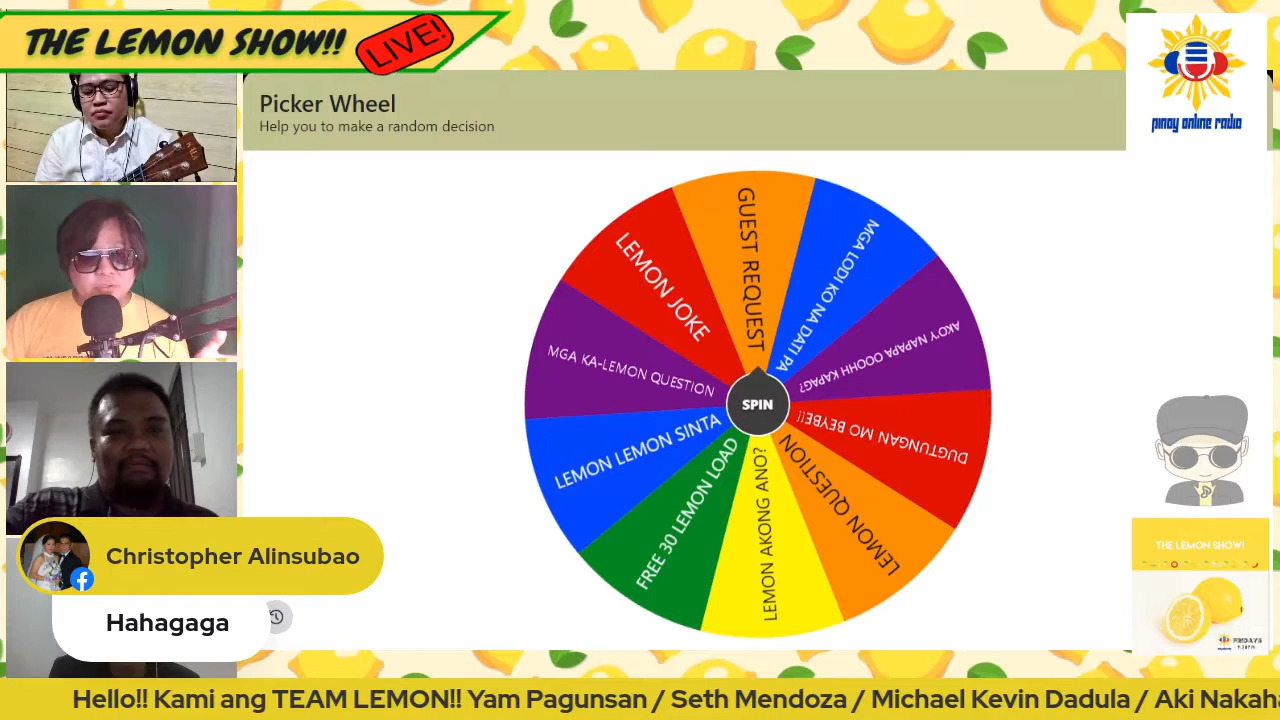 THE LEMON SHOW!!
LIVE!
pinoy online radio
Picker Wheel
Help you to make a random decision
GUEST REQUEST
MGA LODI KO NA DATI PA
AKO'Y NAPAPA OOOHH KAPAG?
DUGTUNGAN MO BEYBE!!
LEMON QUESTION
LEMON AKONG ANO?
FREE 30 LEMON LOAD
LEMON LEMON SINTA
MGA KA-LEMON QUESTION
LEMON JOKE
SPIN
Christopher Alinsubao
Hahagaga
THE LEMON SHOW!
FRIDAYS
Hello!! Kami ang TEAM LEMON!! Yam Pagunsan / Seth Mendoza / Michael Kevin Dadula / Aki Nakaha